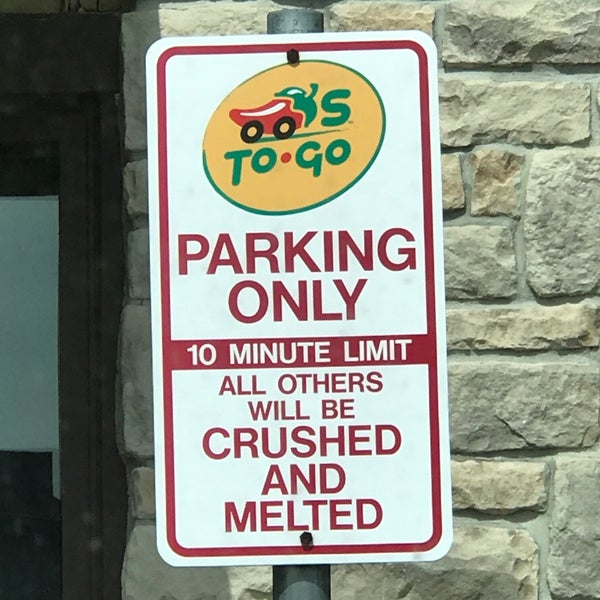 'S
TO•GO
PARKING
ONLY
10 MINUTE LIMIT
ALL OTHERS
WILL BE
CRUSHED
AND
MELTED